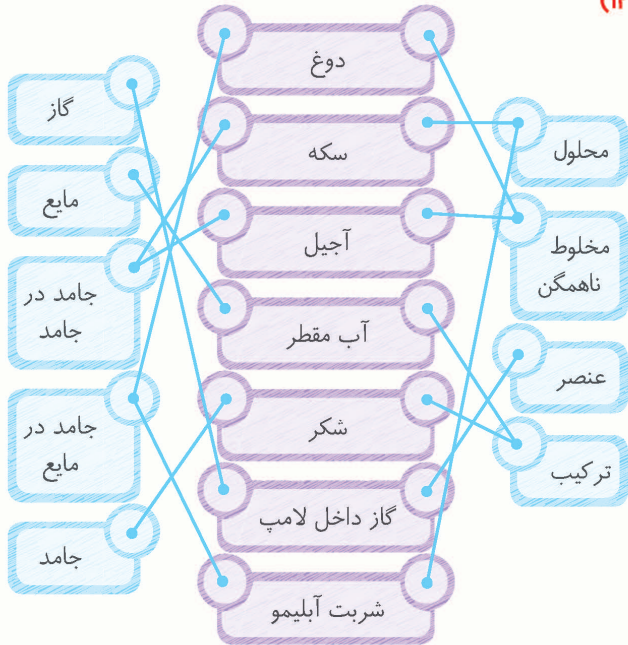 محلول
مخلوط
ناهمگن
عنصر
ترکیب
دوغ
سکه
آجیل
آب مقطر
شکر
گاز داخل لامپ
شربت آبلیمو
گاز
مایع
جامد در
جامد
جامد در
مایع
جامد